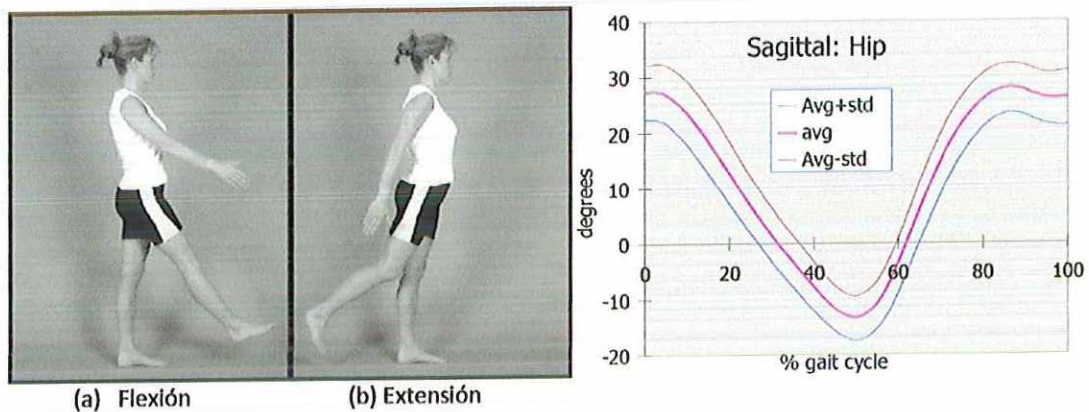 (a) Flexión
(b) Extensión
Sagittal: Hip
Avg+std
avg
Avg-std
degrees
40
30
20
10
0
-10
-20
0
20
40
60
80
100
% gait cycle